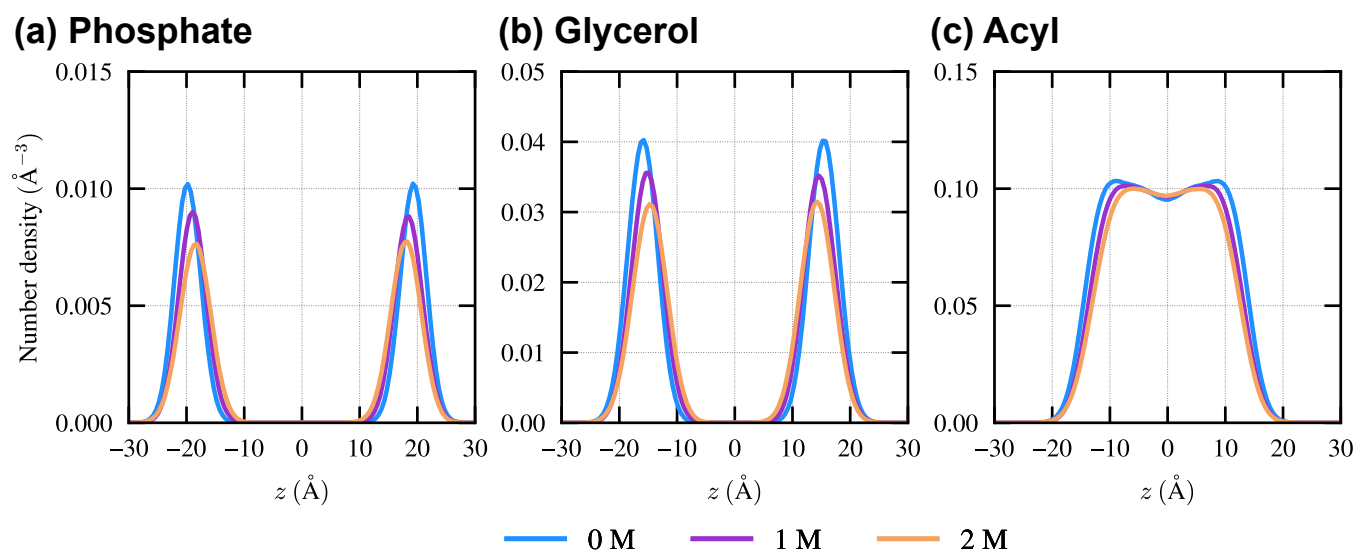 (a) Phosphate
(b) Glycerol
(c) Acyl
Number density (Å⁻³)
0.015
0.010
0.005
0.000
−30 −20 −10 0 10 20 30
z (Å)
0.05
0.04
0.03
0.02
0.01
0.00
−30 −20 −10 0 10 20 30
z (Å)
0.15
0.10
0.05
0.00
−30 −20 −10 0 10 20 30
z (Å)
0 M 1 M 2 M